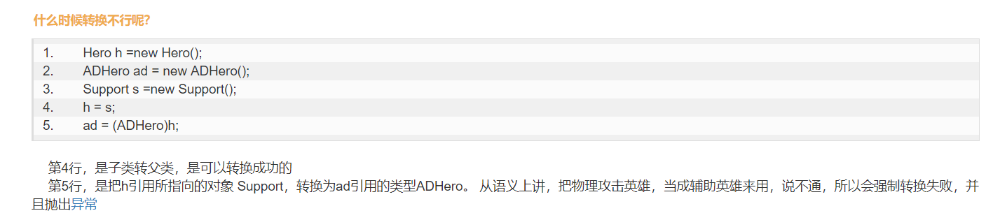 什么时候转换不行呢?
1. Hero h =new Hero();
2. ADHero ad = new ADHero();
3. Support s =new Support();
4. h = s;
5. ad = (ADHero)h;
第4行，是子类转父类，是可以转换成功的
第5行，是把h引用所指向的对象 Support，转换为ad引用的类型ADHero。 从语义上讲，把物理攻击英雄，当成辅助英雄来用，说不通，所以会强制转换失败，并
且抛出异常